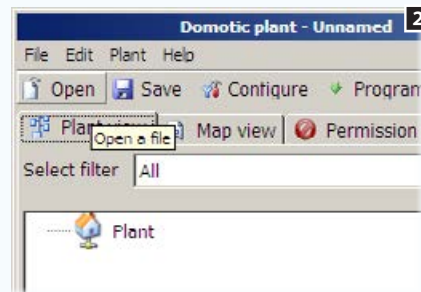 Domotic plant - Unnamed 2
File Edit Plant Help
Open Save Configure Program
Map view Permission
Open a file
Select filter All
Plant